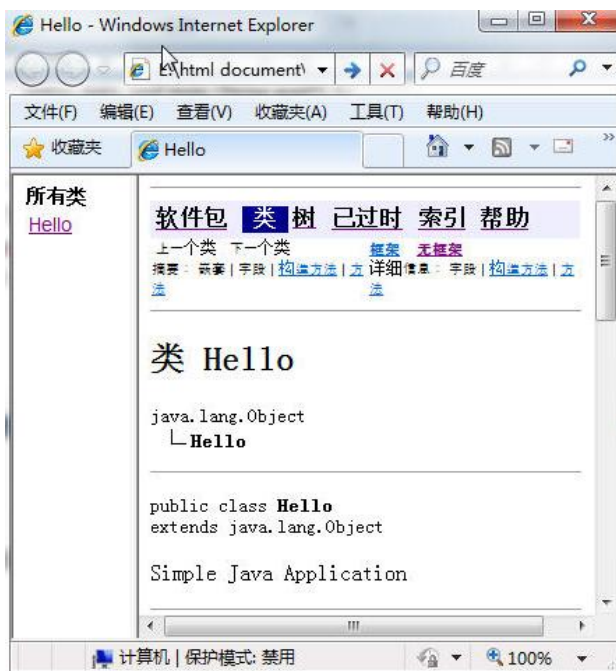 Hello - Windows Internet Explorer
E:\html document\
百度
文件(F) 编辑(E) 查看(V) 收藏夹(A) 工具(T) 帮助(H)
收藏夹 Hello
所有类
Hello
软件包 类 树 已过时 索引 帮助
上一个类 下一个类 框架 无框架
摘要: 嵌套 | 字段 | 构造方法 | 方法 详细信息: 字段 | 构造方法 | 方法
类 Hello
java.lang.Object
Hello
public class Hello
extends java.lang.Object
Simple Java Application
计算机 | 保护模式: 禁用 100%